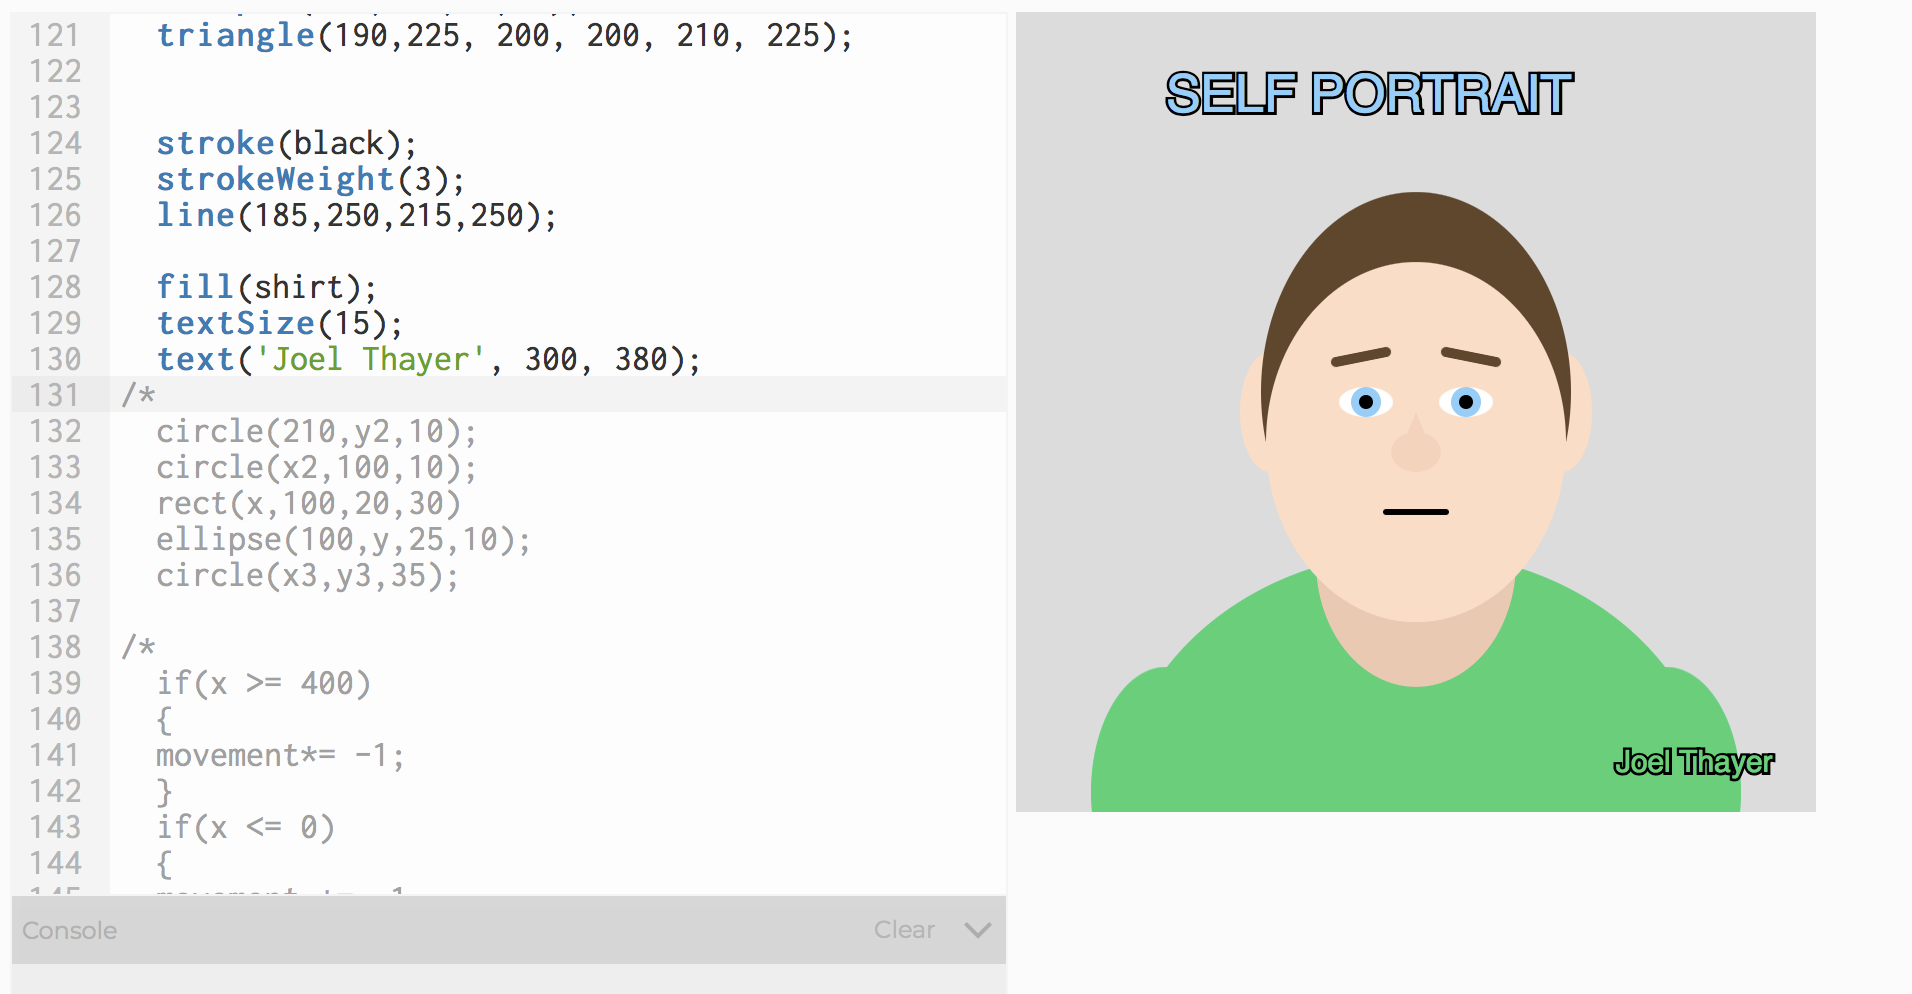 121 triangle(190,225, 200, 200, 210, 225);
122
123
124 stroke(black);
125 strokeWeight(3);
126 line(185,250,215,250);
127
128 fill(shirt);
129 textSize(15);
130 text('Joel Thayer', 300, 380);
131 /*
132 circle(210,y2,10);
133 circle(x2,100,10);
134 rect(x,100,20,30)
135 ellipse(100,y,25,10);
136 circle(x3,y3,35);
137
138 /*
139 if(x >= 400)
140 {
141 movement*= -1;
142 }
143 if(x <= 0)
144 {
Console Clear
SELF PORTRAIT
Joel Thayer